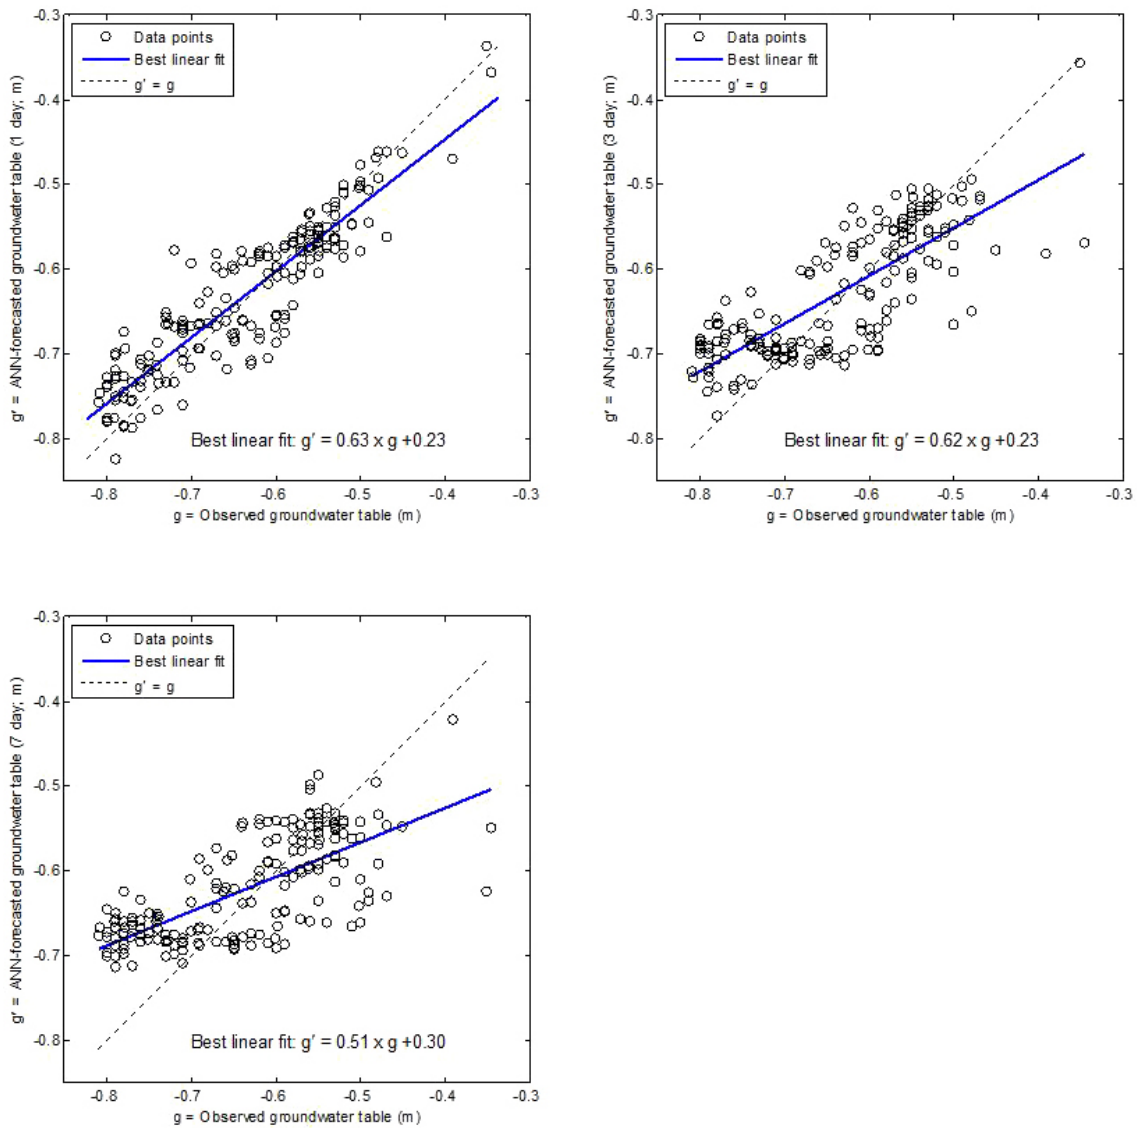 -0.3
-0.4
-0.5
-0.6
-0.7
-0.8
g′ = ANN-forecasted groundwater table (1 day; m)
Data points
Best linear fit
g′ = g
Best linear fit: g′ = 0.63 x g +0.23
-0.8 -0.7 -0.6 -0.5 -0.4 -0.3
g = Observed groundwater table (m)
-0.3
-0.4
-0.5
-0.6
-0.7
-0.8
g′ = ANN-forecasted groundwater table (3 day; m)
Data points
Best linear fit
g′ = g
Best linear fit: g′ = 0.62 x g +0.23
-0.8 -0.7 -0.6 -0.5 -0.4 -0.3
g = Observed groundwater table (m)
-0.3
-0.4
-0.5
-0.6
-0.7
-0.8
g′ = ANN-forecasted groundwater table (7 day; m)
Data points
Best linear fit
g′ = g
Best linear fit: g′ = 0.51 x g +0.30
-0.8 -0.7 -0.6 -0.5 -0.4 -0.3
g = Observed groundwater table (m)